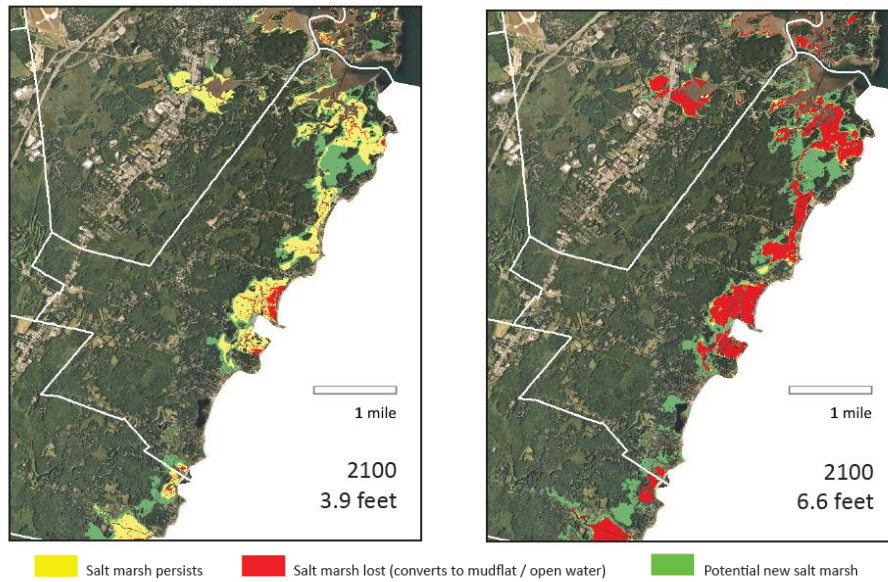 1 mile
2100
3.9 feet
1 mile
2100
6.6 feet
Salt marsh persists
Salt marsh lost (converts to mudflat / open water)
Potential new salt marsh